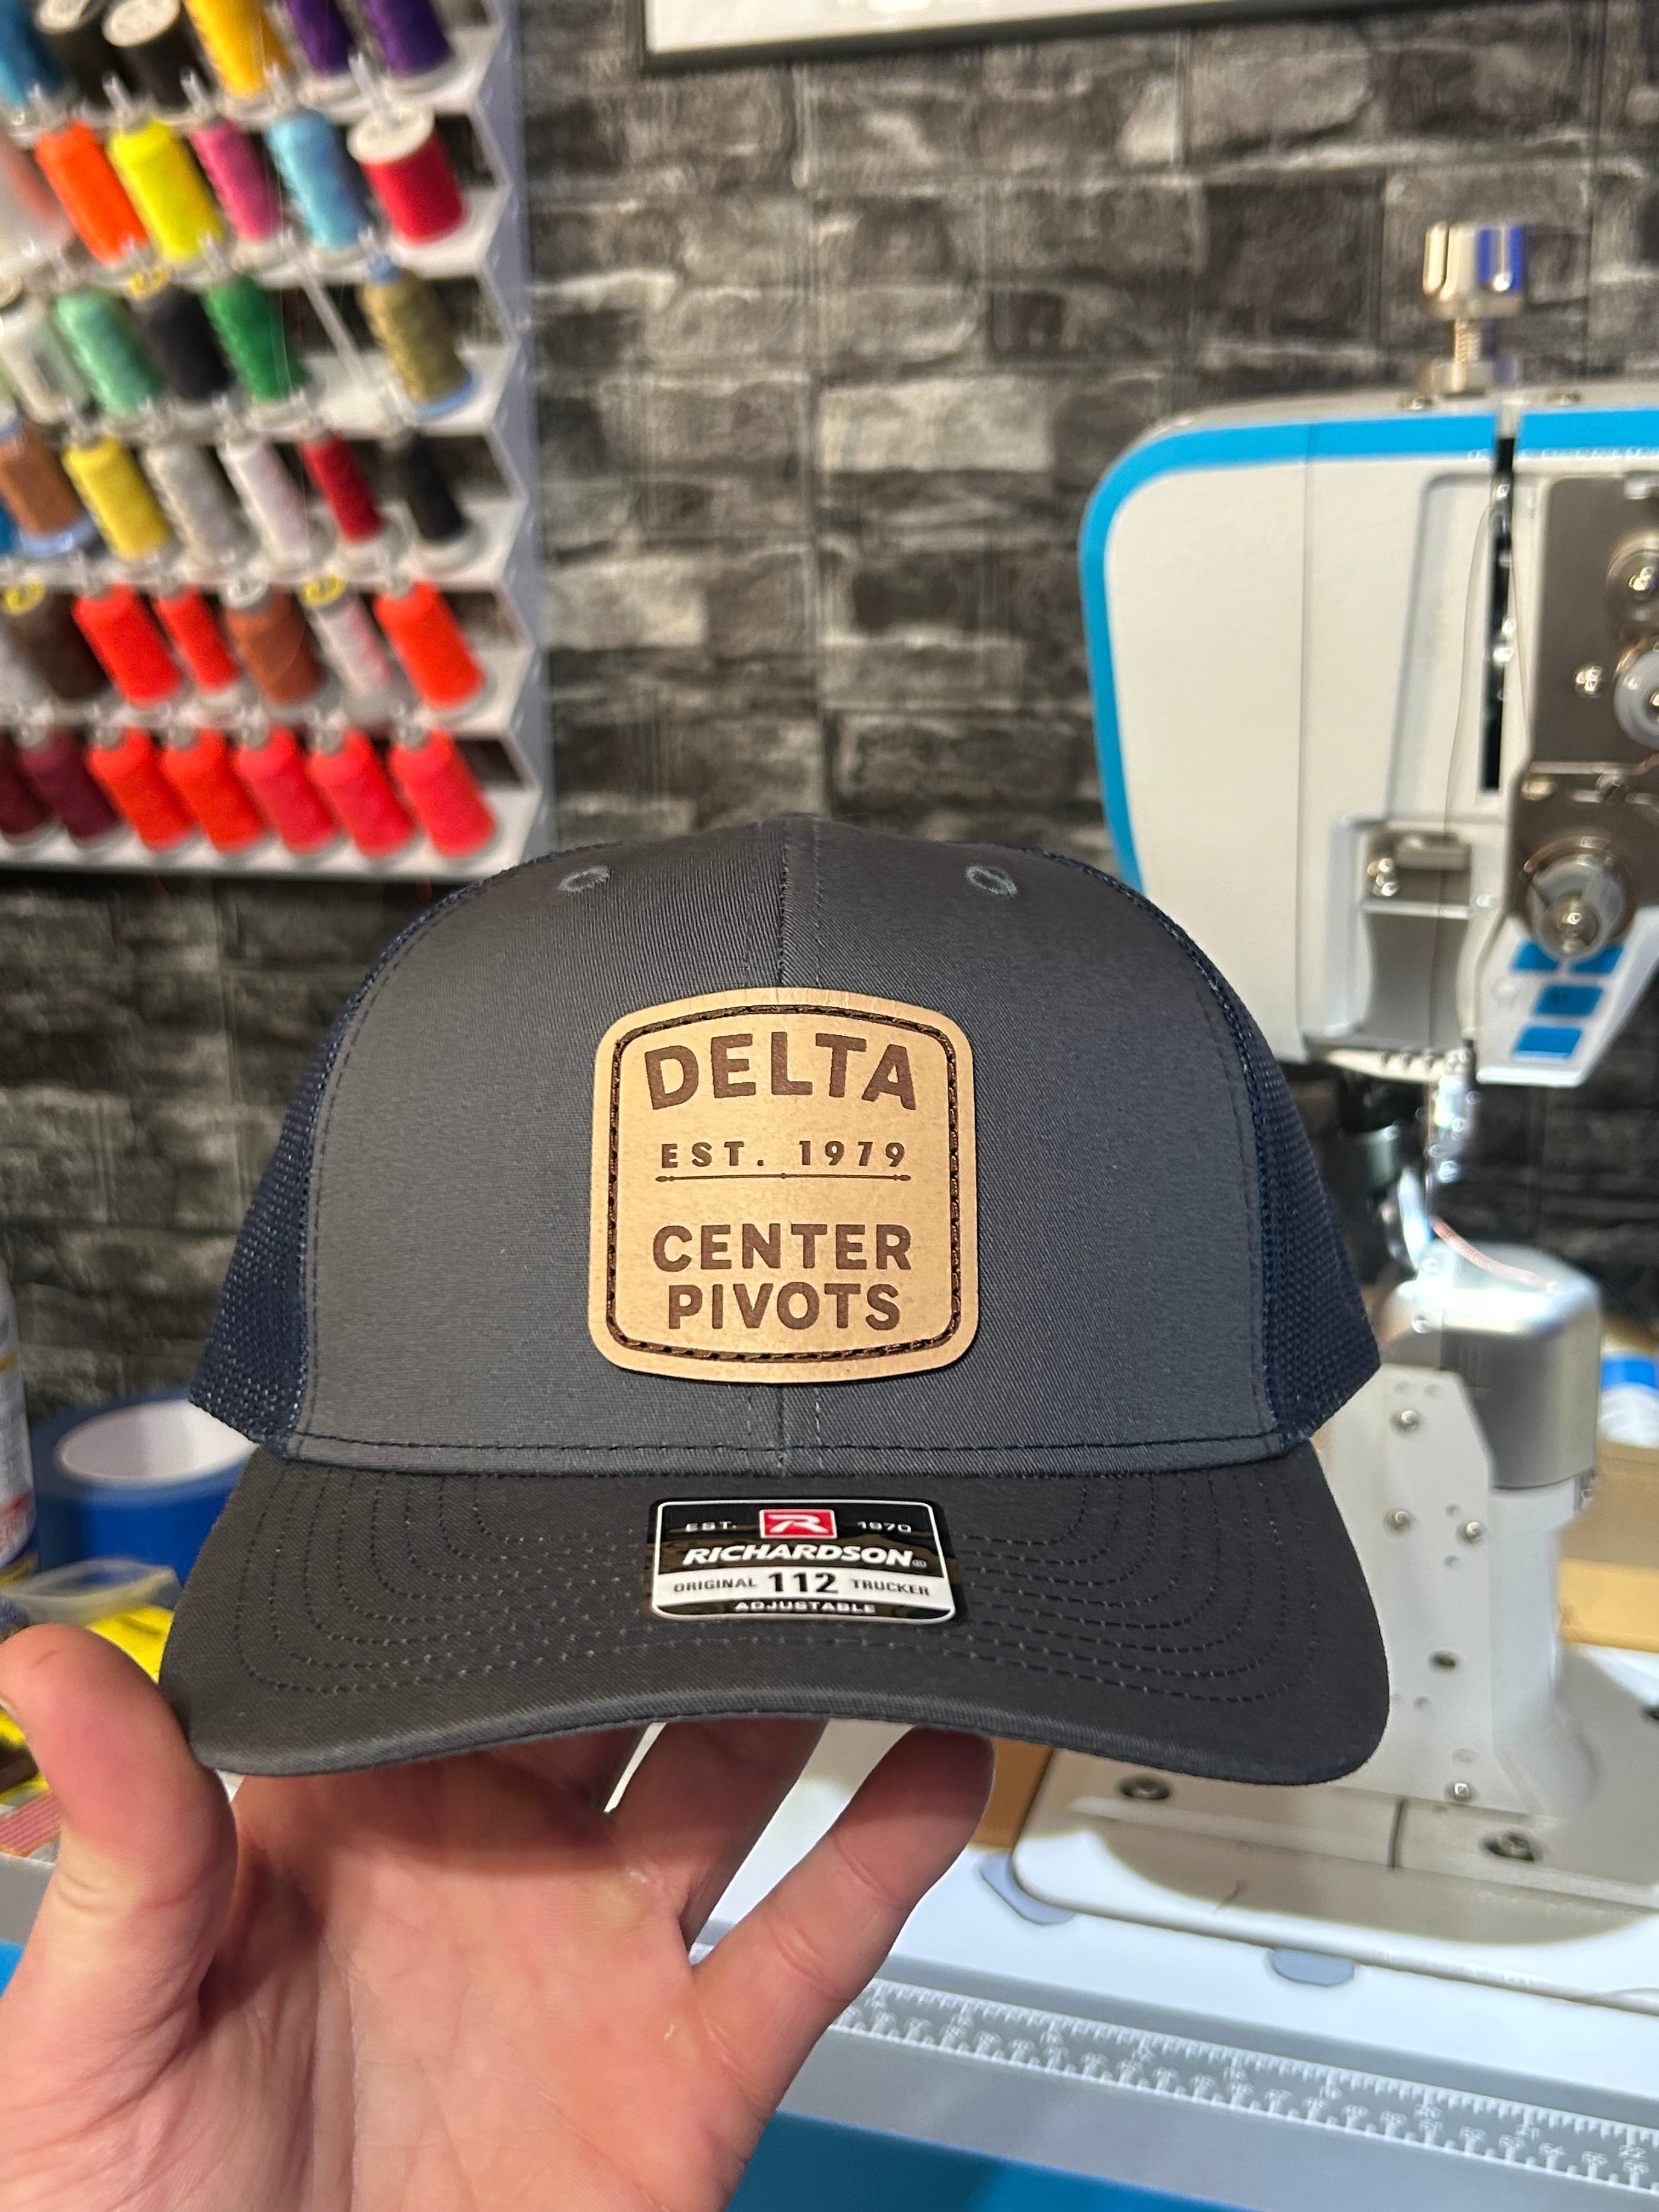 DELTA
EST. 1979
CENTER
PIVOTS
EST. R 1970
RICHARDSON®
ORIGINAL 112 TRUCKER
ADJUSTABLE